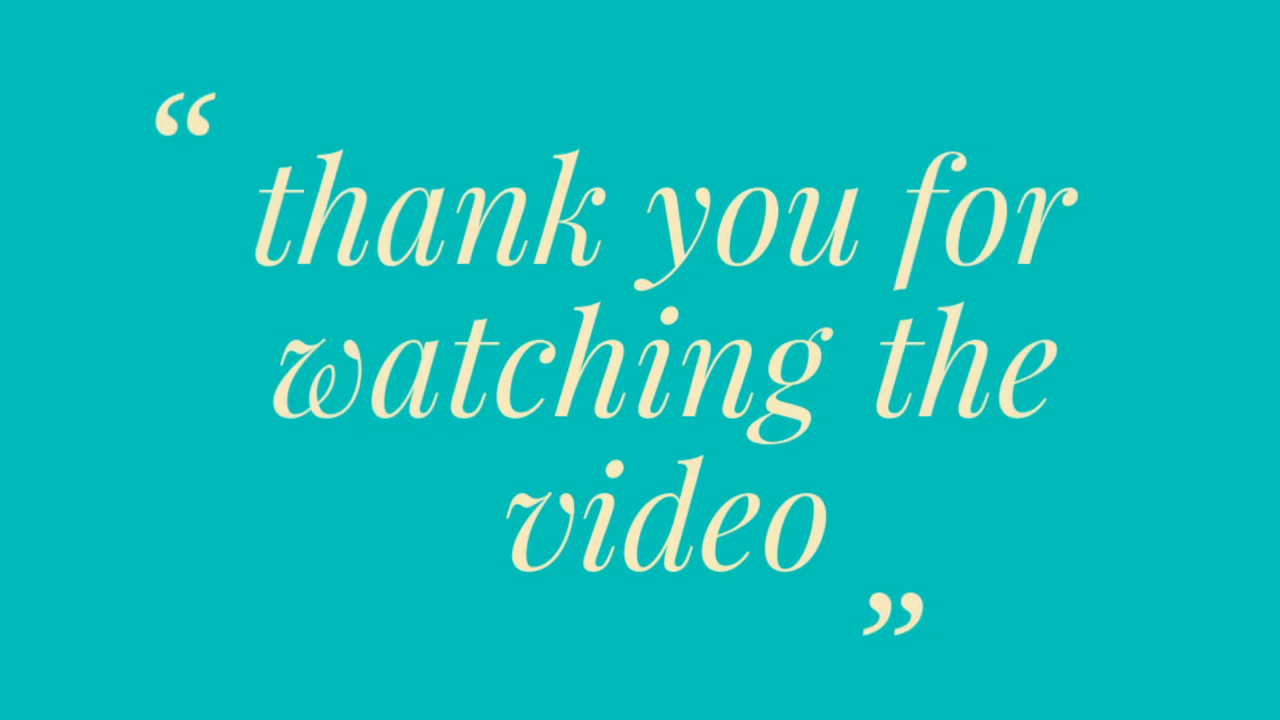 “
thank you for
watching the
video
”